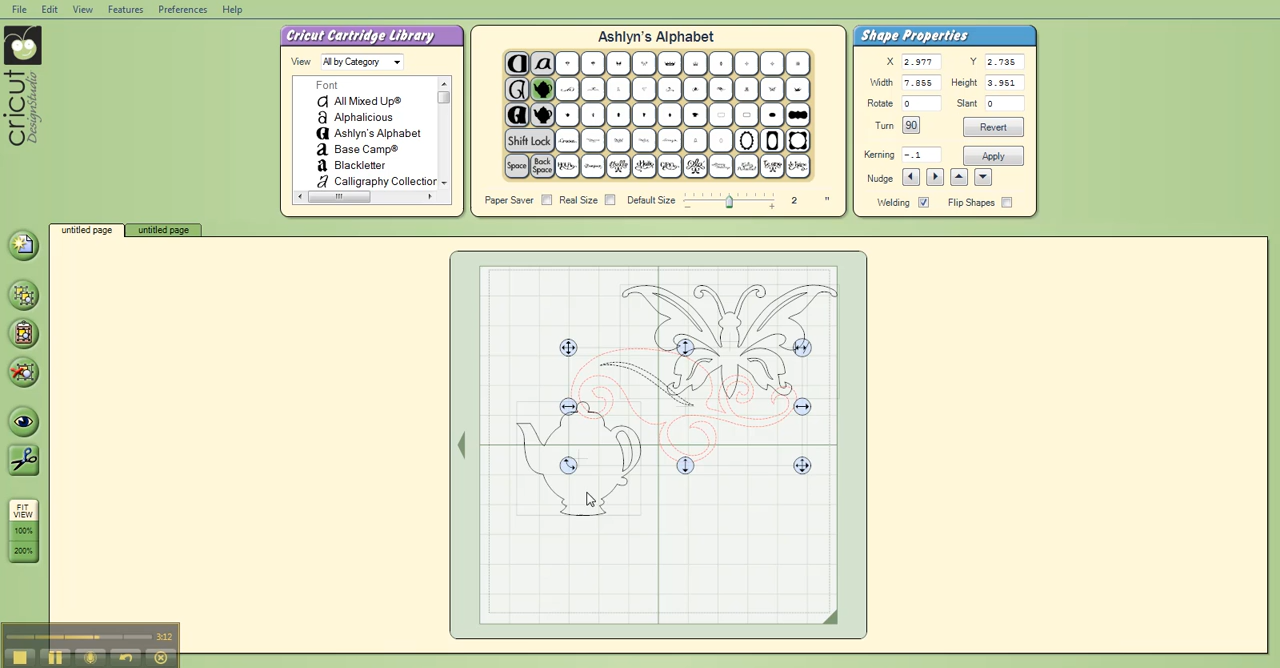 File Edit View Features Preferences Help
cricut
DesignStudio
Cricut Cartridge Library
View All by Category
Font
All Mixed Up®
Alphalicious
Ashlyn's Alphabet
Base Camp®
Blackletter
Calligraphy Collection
Ashlyn's Alphabet
Shift Lock
Space
Back Space
Paper Saver Real Size Default Size 2 "
Shape Properties
X 2.977 Y 2.735
Width 7.855 Height 3.951
Rotate 0 Slant 0
Turn 90 Revert
Kerning -.1 Apply
Nudge
Welding Flip Shapes
untitled page untitled page
FIT VIEW
100%
200%
3:12